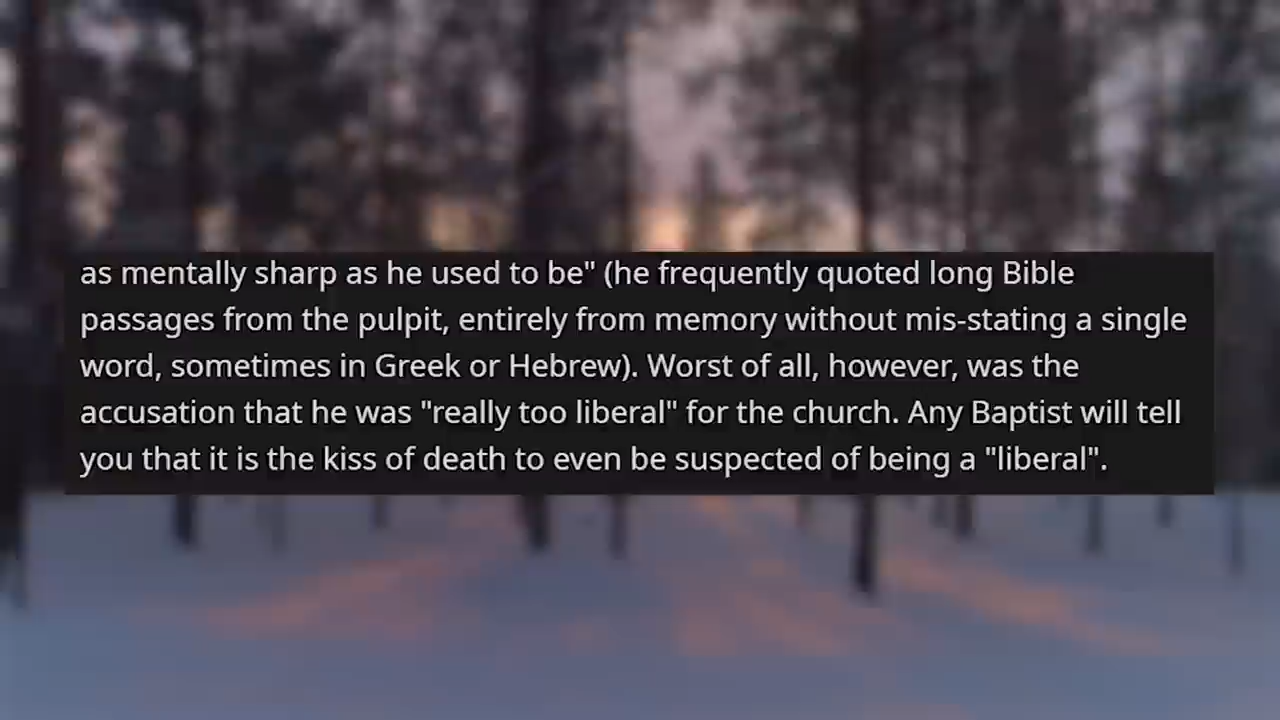 as mentally sharp as he used to be" (he frequently quoted long Bible
passages from the pulpit, entirely from memory without mis-stating a single
word, sometimes in Greek or Hebrew). Worst of all, however, was the
accusation that he was "really too liberal" for the church. Any Baptist will tell
you that it is the kiss of death to even be suspected of being a "liberal".